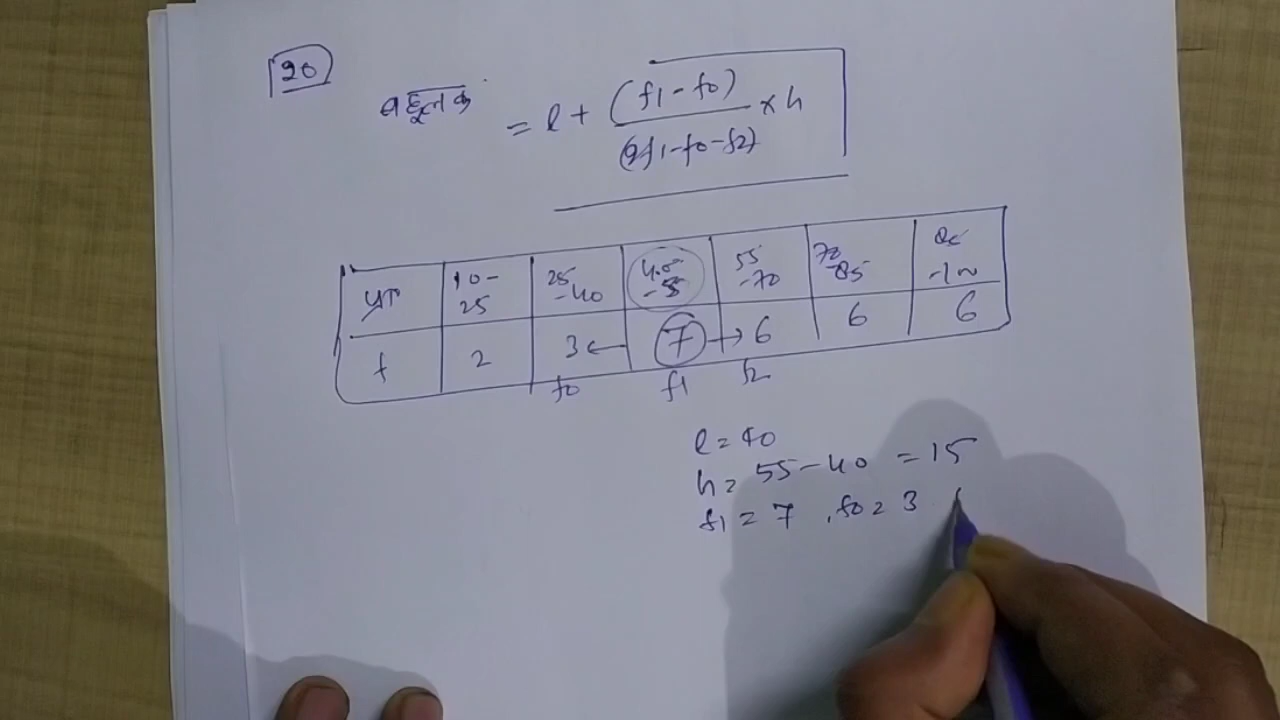 20
बहुलक = l + (f1-f0) / (2f1-f0-f2) × h
प्रा 10-25 25-40 40-55 55-70 70-85 85-100
f 2 3 ← 7 → 6 6 6
f0 f1 f2
l = 40
h = 55-40 = 15
f1 = 7 , f0 = 3